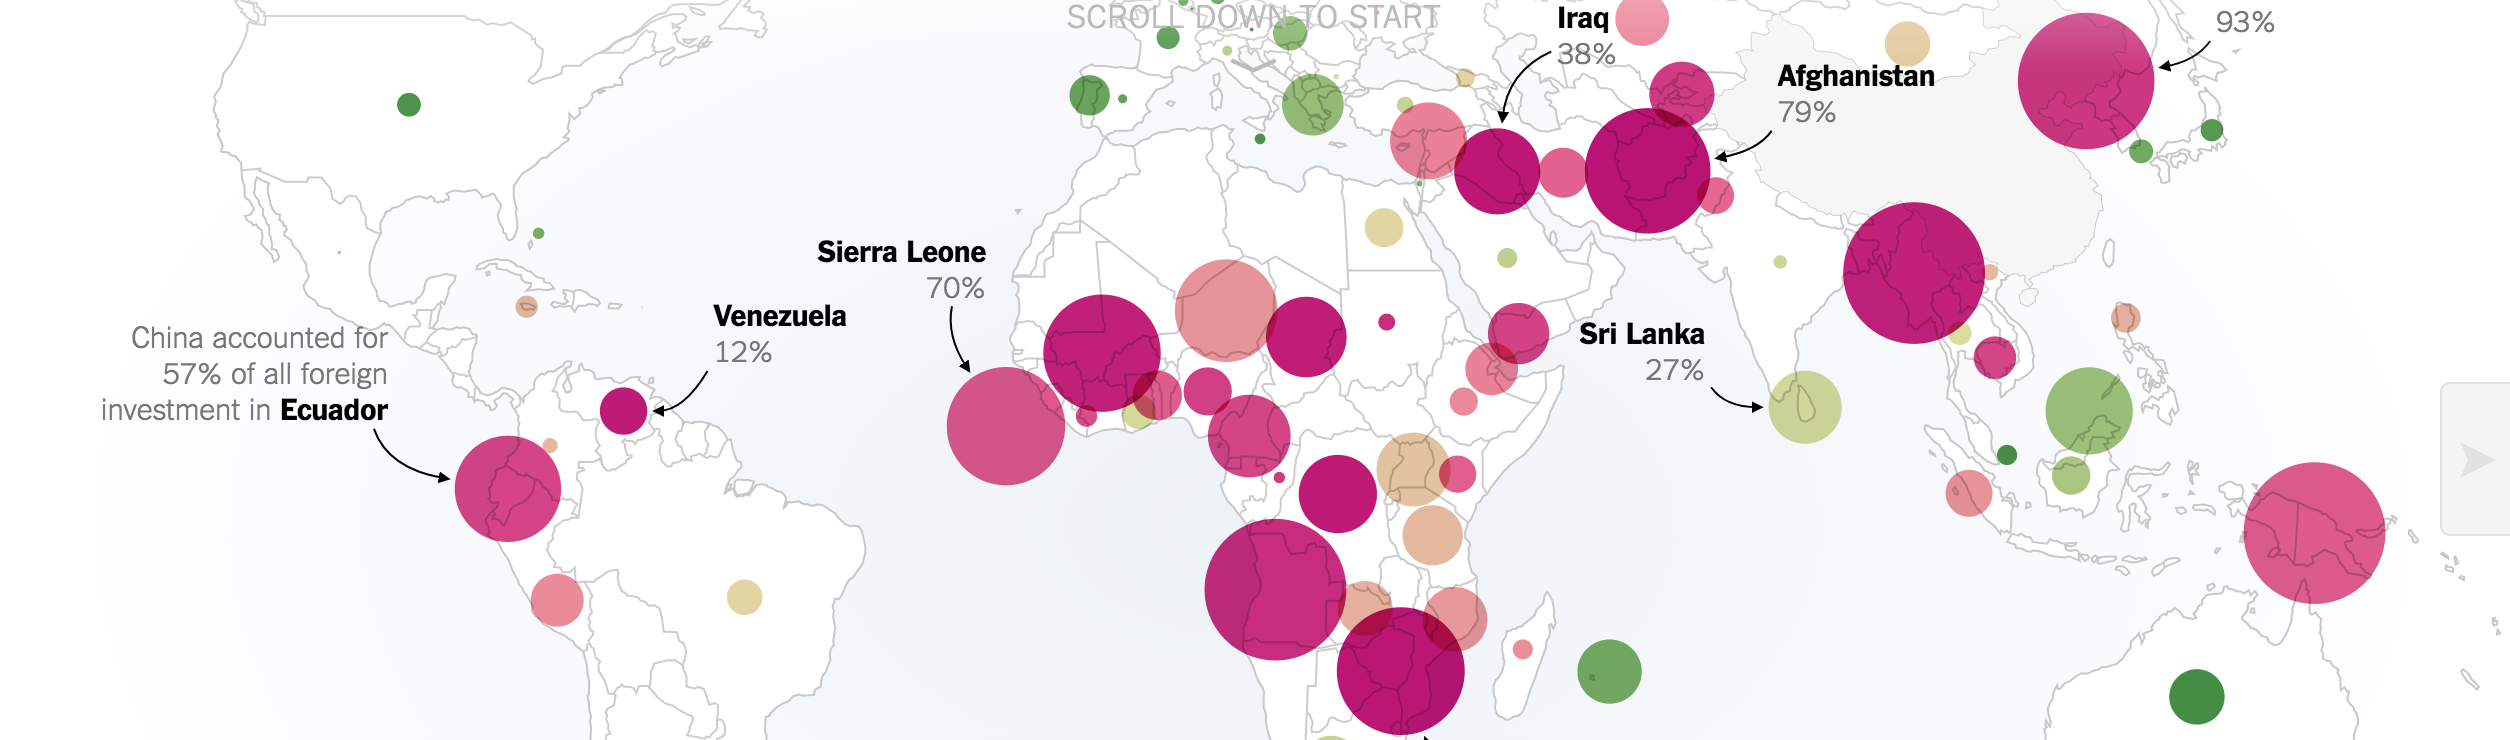 SCROLL DOWN TO START
Iraq
38%
93%
Afghanistan
79%
Sierra Leone
70%
Venezuela
12%
China accounted for
57% of all foreign
investment in Ecuador
Sri Lanka
27%